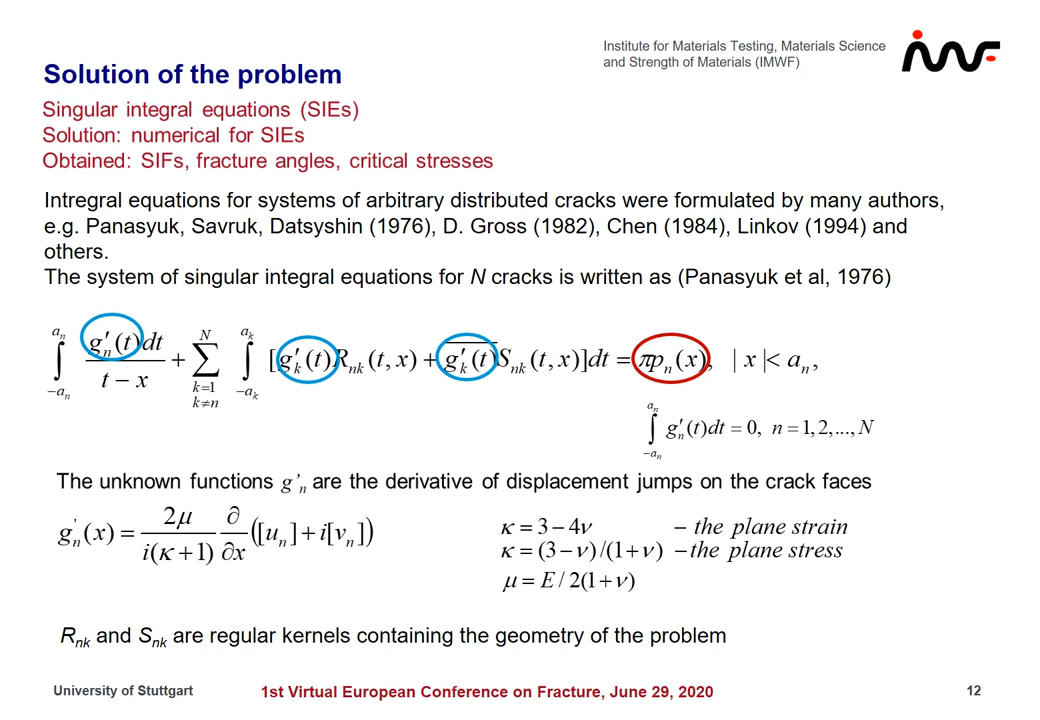 Institute for Materials Testing, Materials Science
and Strength of Materials (IMWF)
Solution of the problem
Singular integral equations (SIEs)
Solution: numerical for SIEs
Obtained: SIFs, fracture angles, critical stresses
Intregral equations for systems of arbitrary distributed cracks were formulated by many authors,
e.g. Panasyuk, Savruk, Datsyshin (1976), D. Gross (1982), Chen (1984), Linkov (1994) and
others.
The system of singular integral equations for N cracks is written as (Panasyuk et al, 1976)
∫_{-a_n}^{a_n} g'_n(t)dt / (t − x) + ∑_{k=1, k≠n}^{N} ∫_{-a_k}^{a_k} [g'_k(t)R_{nk}(t, x) + \overline{g'_k(t)}S_{nk}(t, x)]dt = πp_n(x), | x |< a_n,
∫_{-a_n}^{a_n} g'_n(t)dt = 0, n = 1, 2, ..., N
The unknown functions g'_n are the derivative of displacement jumps on the crack faces
g'_n(x) = 2μ / i(κ + 1) ∂/∂x ([u_n] + i[v_n])
κ = 3 − 4ν − the plane strain
κ = (3 − ν) /(1 + ν) − the plane stress
μ = E / 2(1 + ν)
R_{nk} and S_{nk} are regular kernels containing the geometry of the problem
University of Stuttgart
1st Virtual European Conference on Fracture, June 29, 2020
12